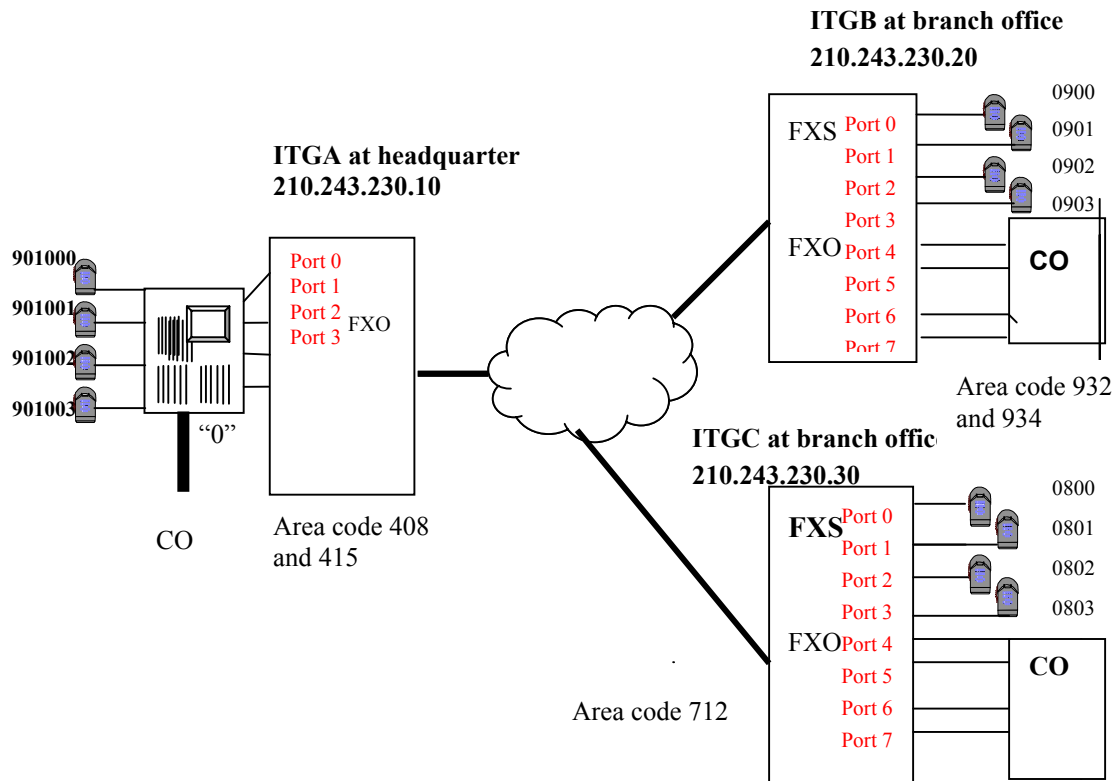 ITGB at branch office
210.243.230.20
0900
0901
0902
0903
FXS
Port 0
Port 1
Port 2
Port 3
FXO
Port 4
Port 5
Port 6
Port 7
CO
Area code 932
and 934
ITGA at headquarter
210.243.230.10
901000
901001
901002
901003
Port 0
Port 1
Port 2
Port 3
FXO
“0”
CO
Area code 408
and 415
ITGC at branch offic
210.243.230.30
0800
0801
0802
0803
FXS
Port 0
Port 1
Port 2
Port 3
FXO
Port 4
Port 5
Port 6
Port 7
CO
Area code 712